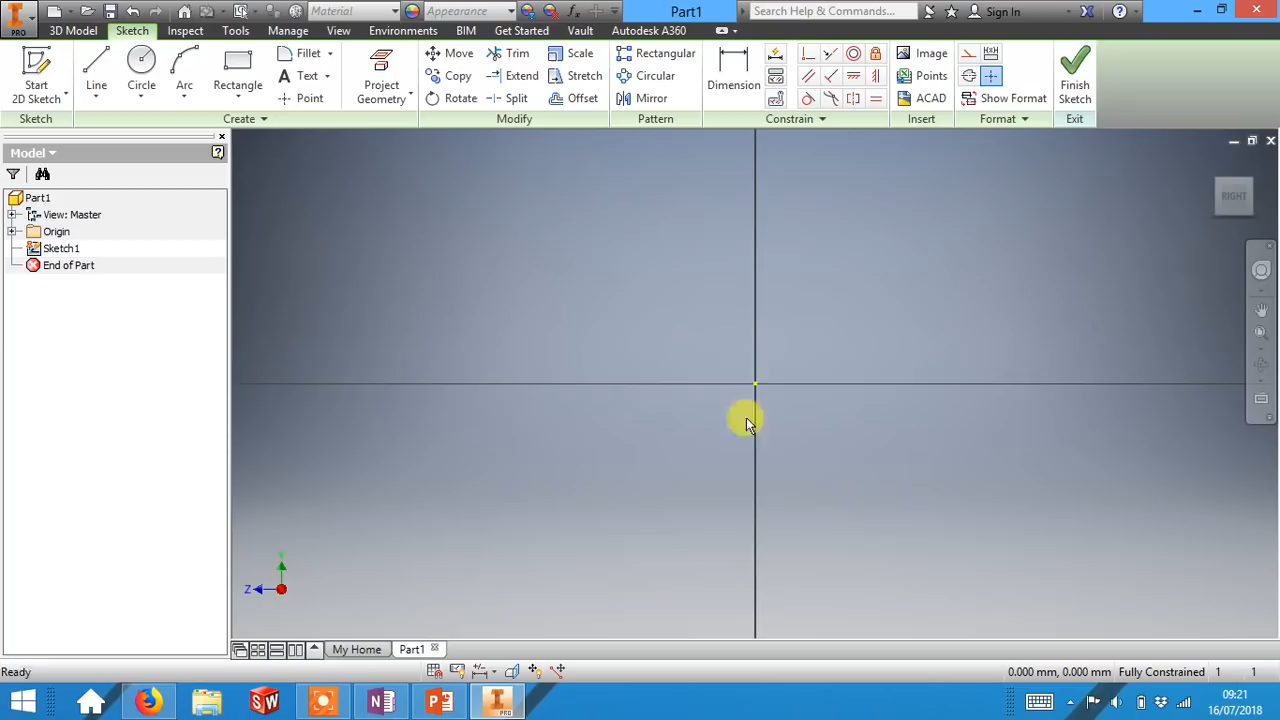 Material
Appearance
Part1
Search Help & Commands...
Sign In
PRO
3D Model
Sketch
Inspect
Tools
Manage
View
Environments
BIM
Get Started
Vault
Autodesk A360
Start
2D Sketch
Line
Circle
Arc
Rectangle
Fillet
Text
Point
Project
Geometry
Move
Copy
Rotate
Trim
Extend
Split
Scale
Stretch
Offset
Rectangular
Circular
Mirror
Dimension
Image
Points
ACAD
Show Format
Finish
Sketch
Sketch
Create
Modify
Pattern
Constrain
Insert
Format
Exit
Model
Part1
View: Master
Origin
Sketch1
End of Part
RIGHT
Y
Z
My Home
Part1
Ready
0.000 mm, 0.000 mm
Fully Constrained
1
1
PRO
09:21
16/07/2018